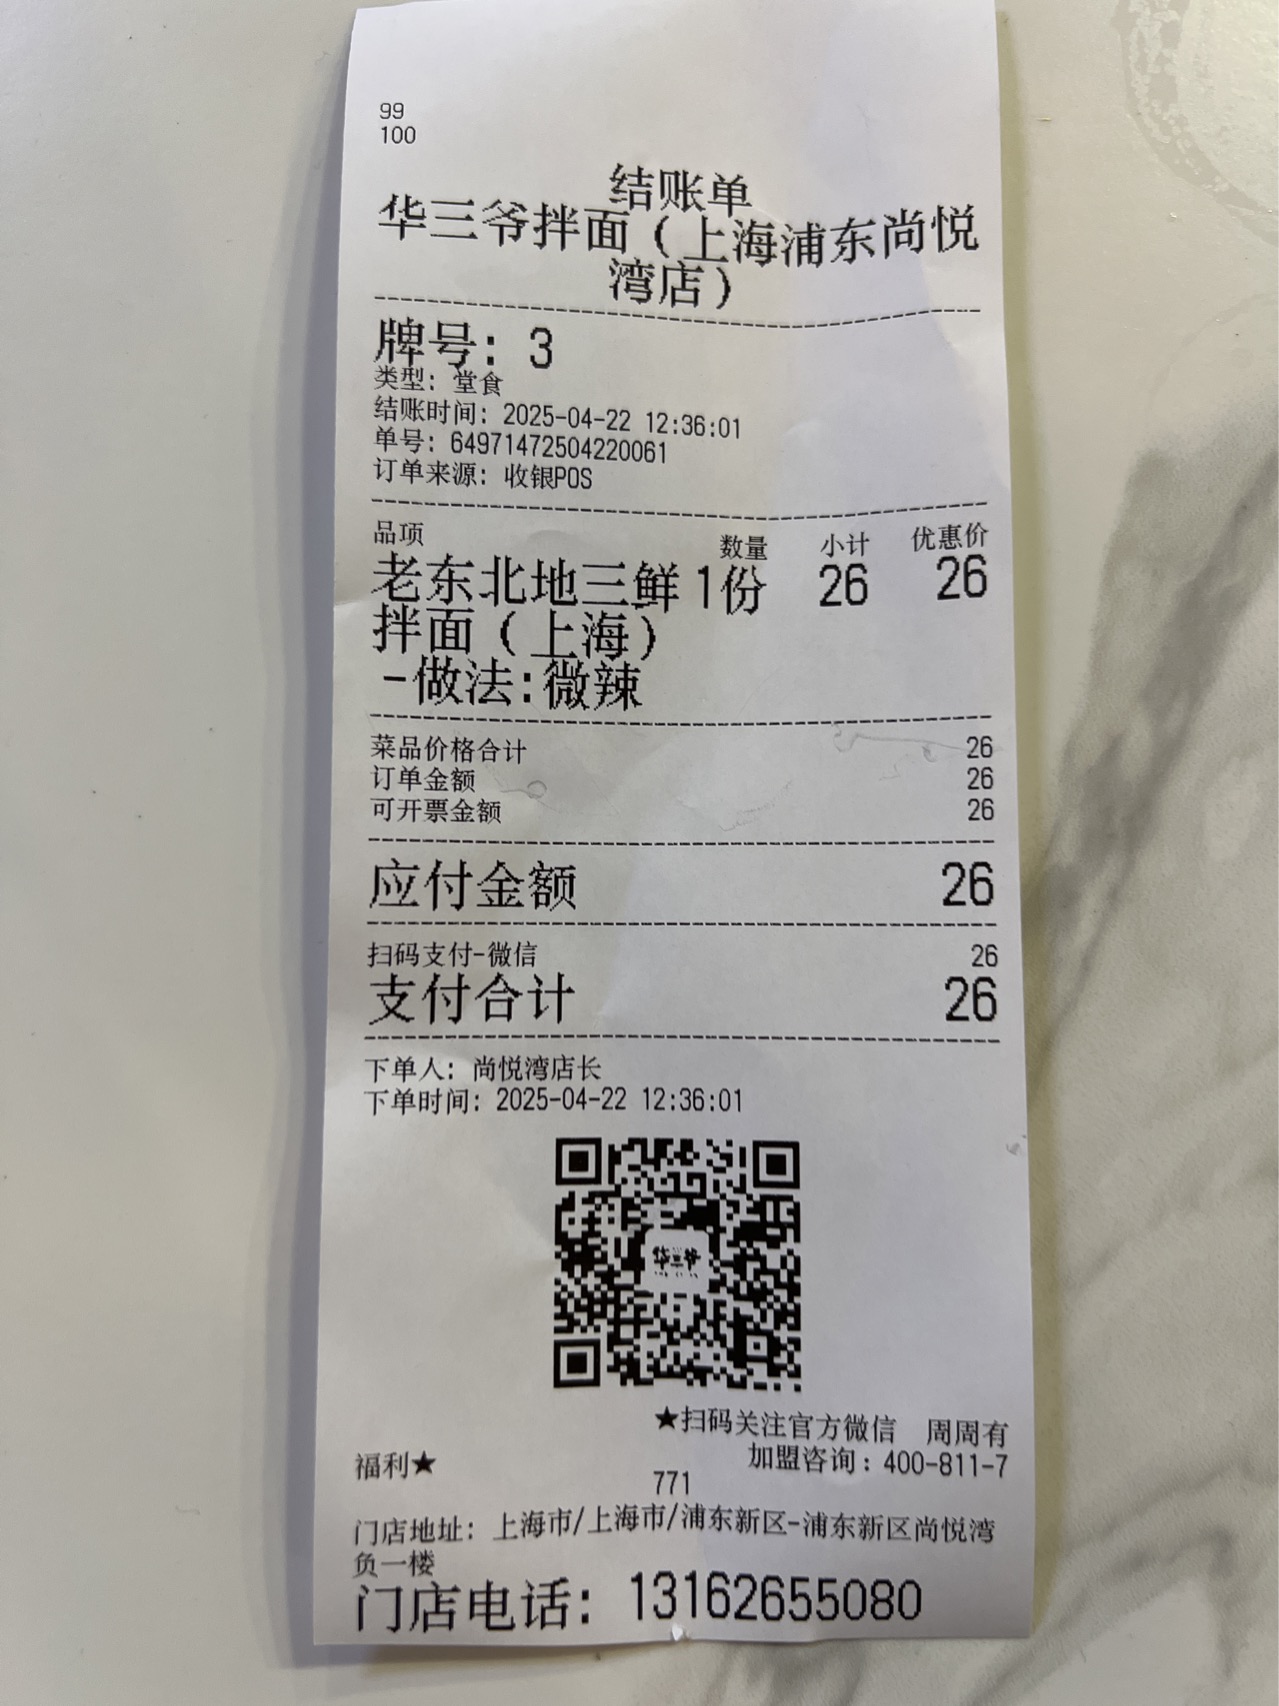 99
100
结账单
华三爷拌面（上海浦东尚悦
湾店）
牌号：3
类型：堂食
结账时间：2025-04-22 12:36:01
单号：64971472504220061
订单来源：收银POS
品项 数量 小计 优惠价
老东北地三鲜 1份 26 26
拌面（上海）
-做法:微辣
菜品价格合计 26
订单金额 26
可开票金额 26
应付金额 26
扫码支付-微信 26
支付合计 26
下单人：尚悦湾店长
下单时间：2025-04-22 12:36:01
华三爷
★扫码关注官方微信 周周有
福利★ 加盟咨询：400-811-7
771
门店地址：上海市/上海市/浦东新区-浦东新区尚悦湾
负一楼
门店电话：13162655080